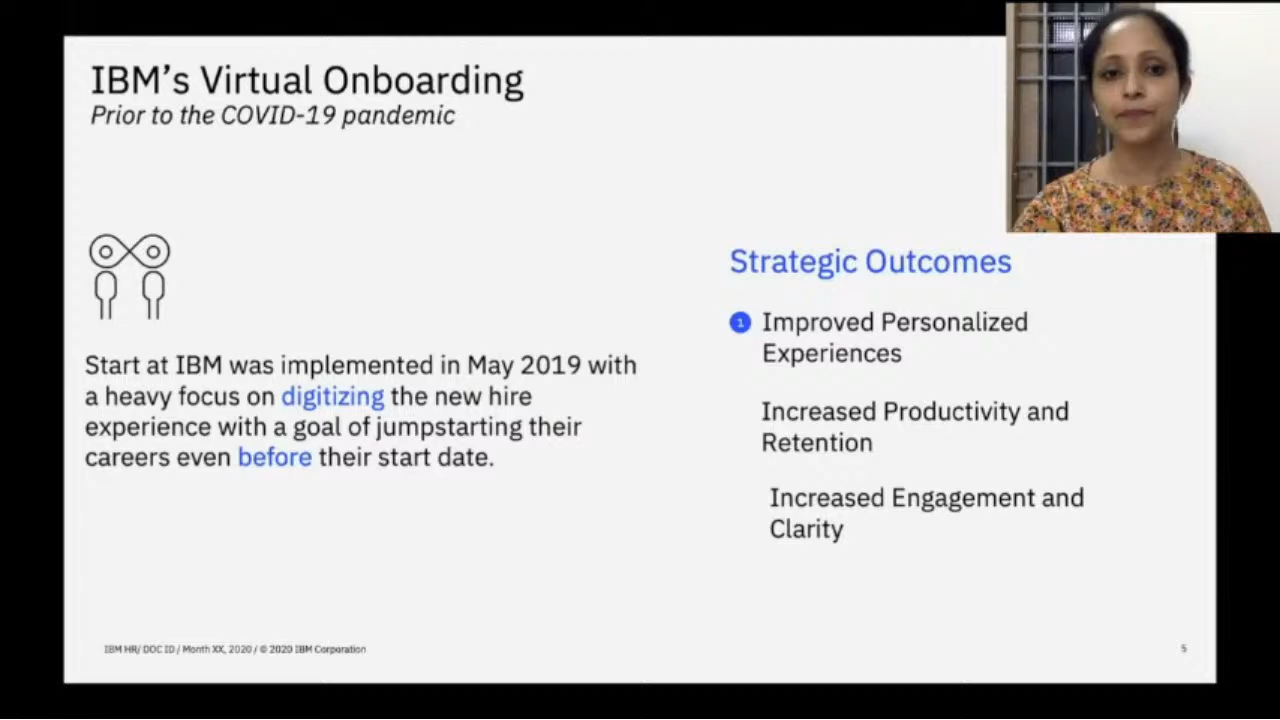 IBM’s Virtual Onboarding
Prior to the COVID-19 pandemic
Start at IBM was implemented in May 2019 with
a heavy focus on digitizing the new hire
experience with a goal of jumpstarting their
careers even before their start date.
Strategic Outcomes
1 Improved Personalized
Experiences
Increased Productivity and
Retention
Increased Engagement and
Clarity
IBM HR/ DOC ID / Month XX, 2020 / © 2020 IBM Corporation
5